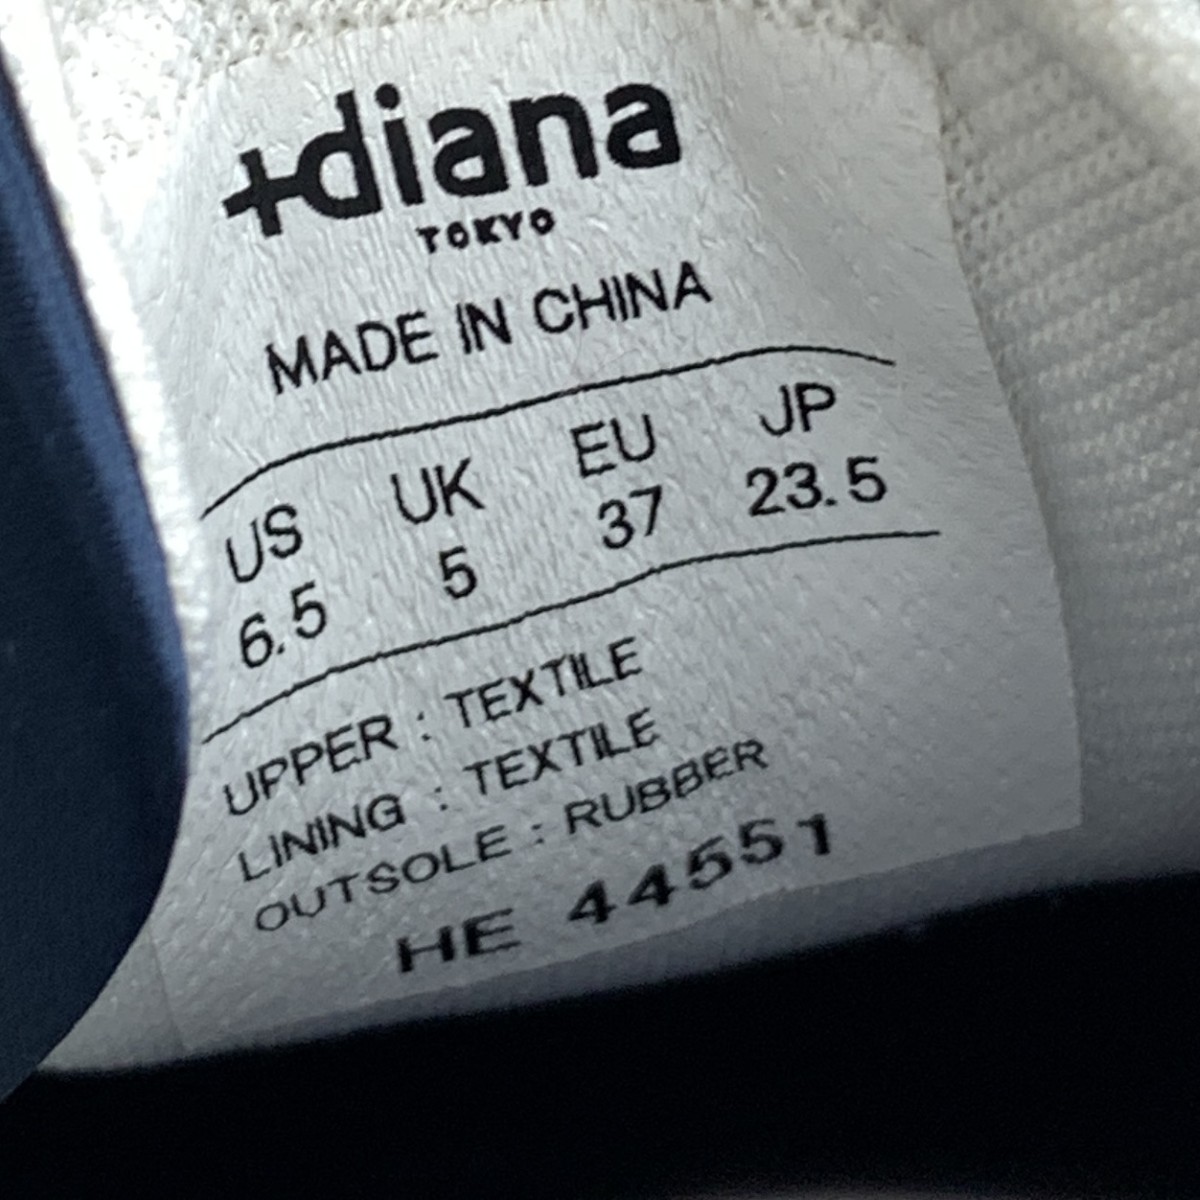 +diana
TOKYO
MADE IN CHINA
US UK EU JP
6.5 5 37 23.5
UPPER : TEXTILE
LINING : TEXTILE
OUTSOLE : RUBBER
HE 44551